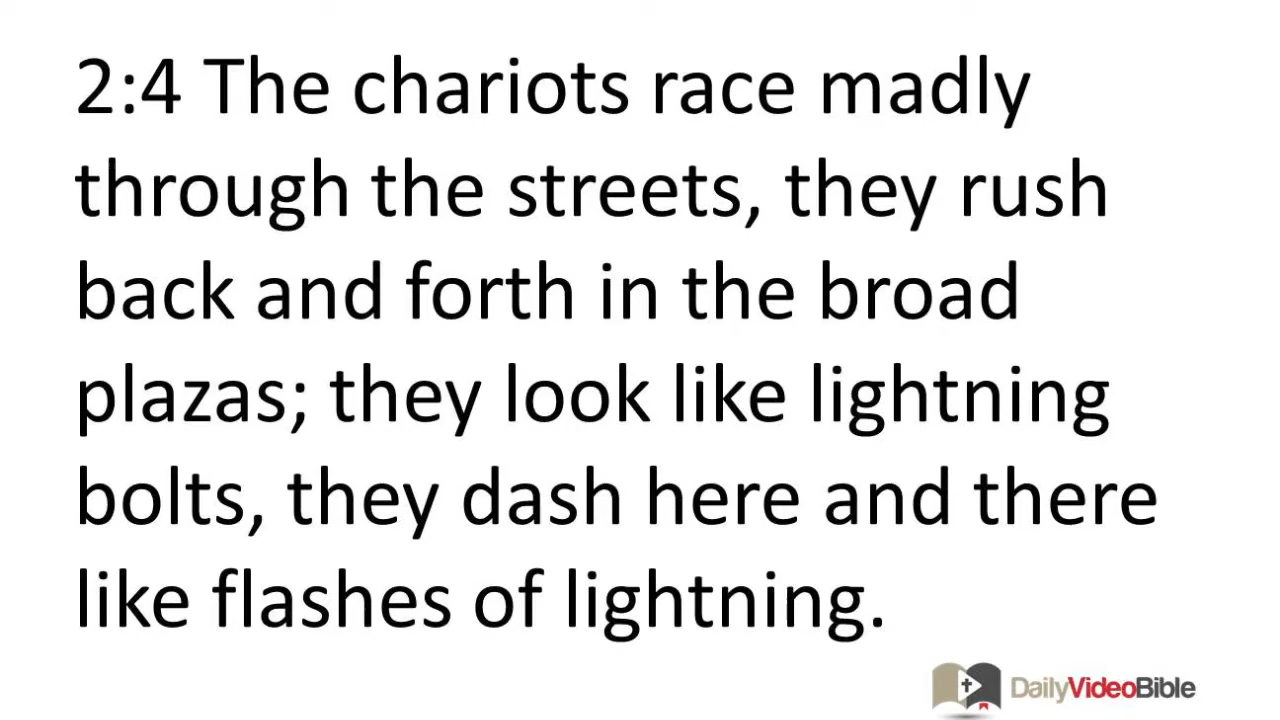 2:4 The chariots race madly
through the streets, they rush
back and forth in the broad
plazas; they look like lightning
bolts, they dash here and there
like flashes of lightning.
DailyVideoBible